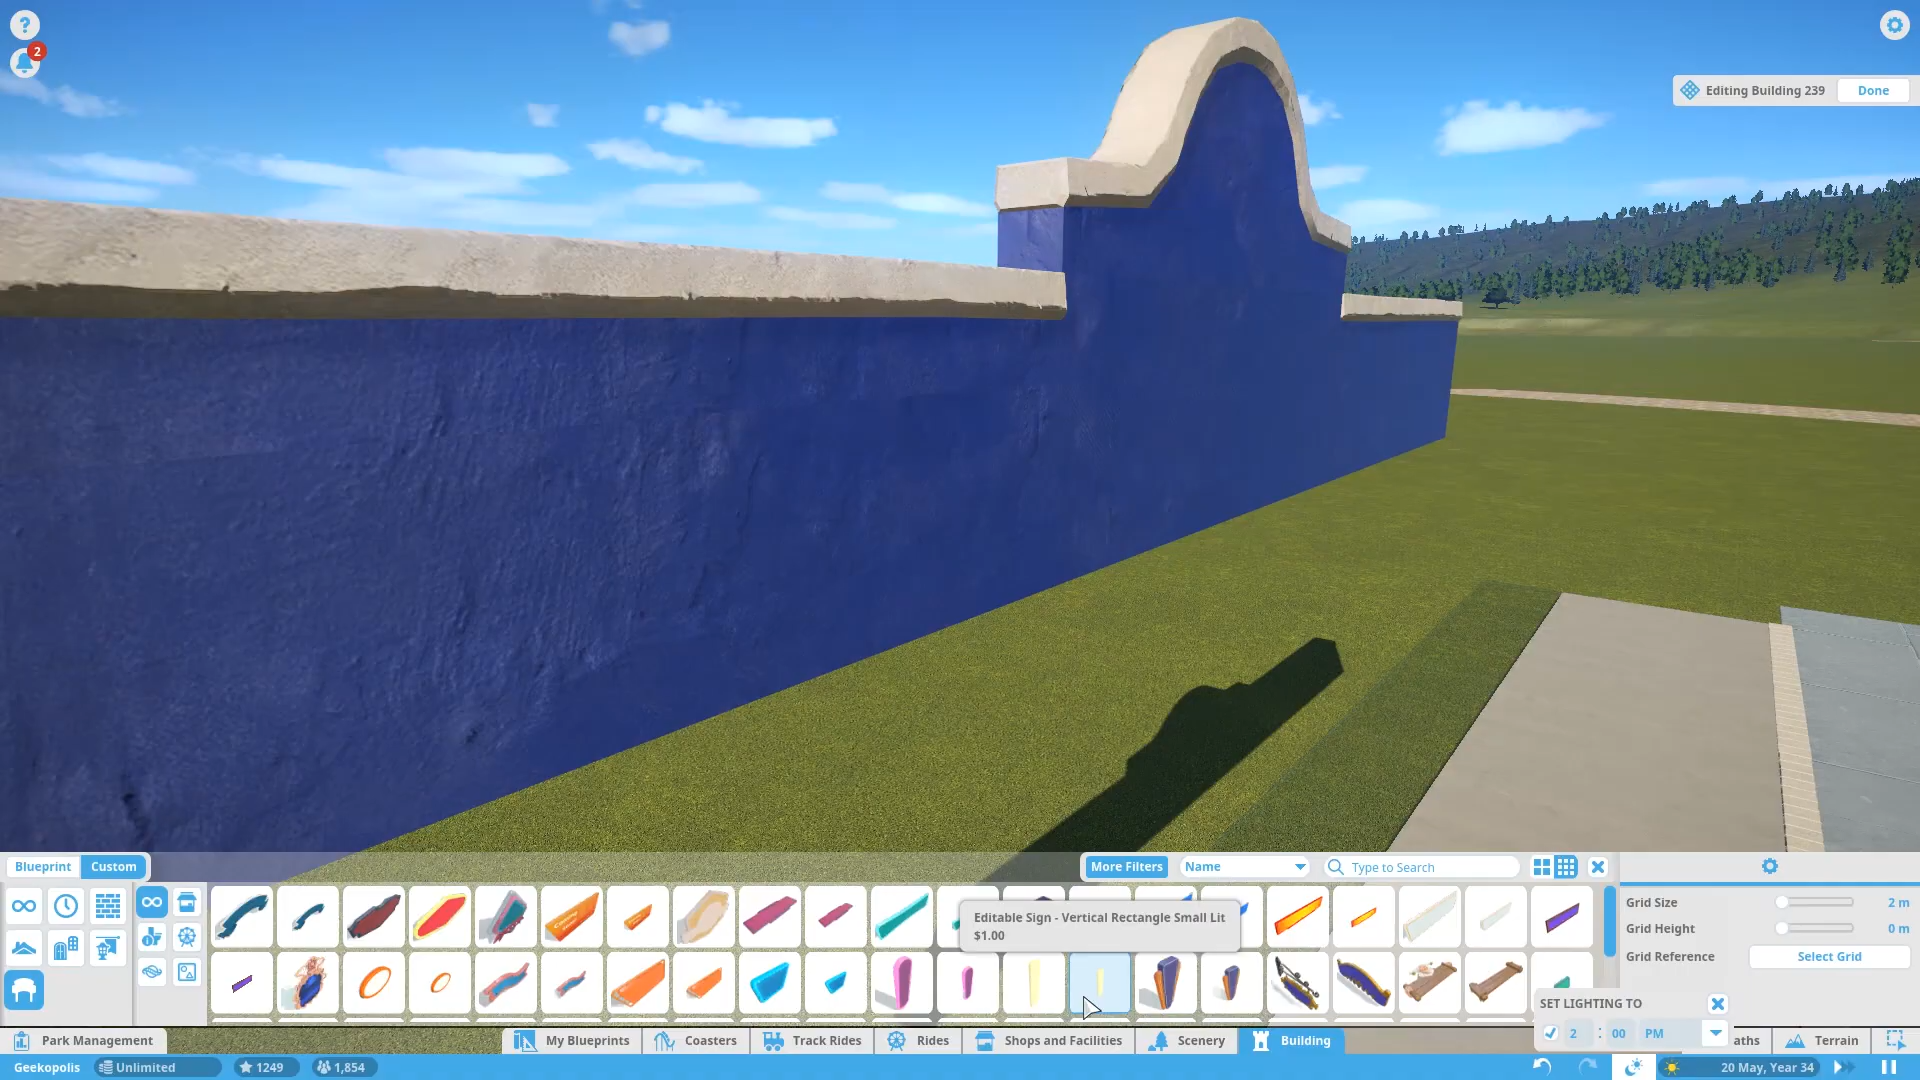 ?
2
Editing Building 239
Done
Blueprint
Custom
More Filters
Name
Type to Search
Editable Sign - Vertical Rectangle Small Lit
$1.00
Grid Size
2 m
Grid Height
0 m
Grid Reference
Select Grid
SET LIGHTING TO
2 : 00 PM
Park Management
My Blueprints
Coasters
Track Rides
Rides
Shops and Facilities
Scenery
Building
aths
Terrain
Geekopolis
Unlimited
1249
1,854
20 May, Year 34